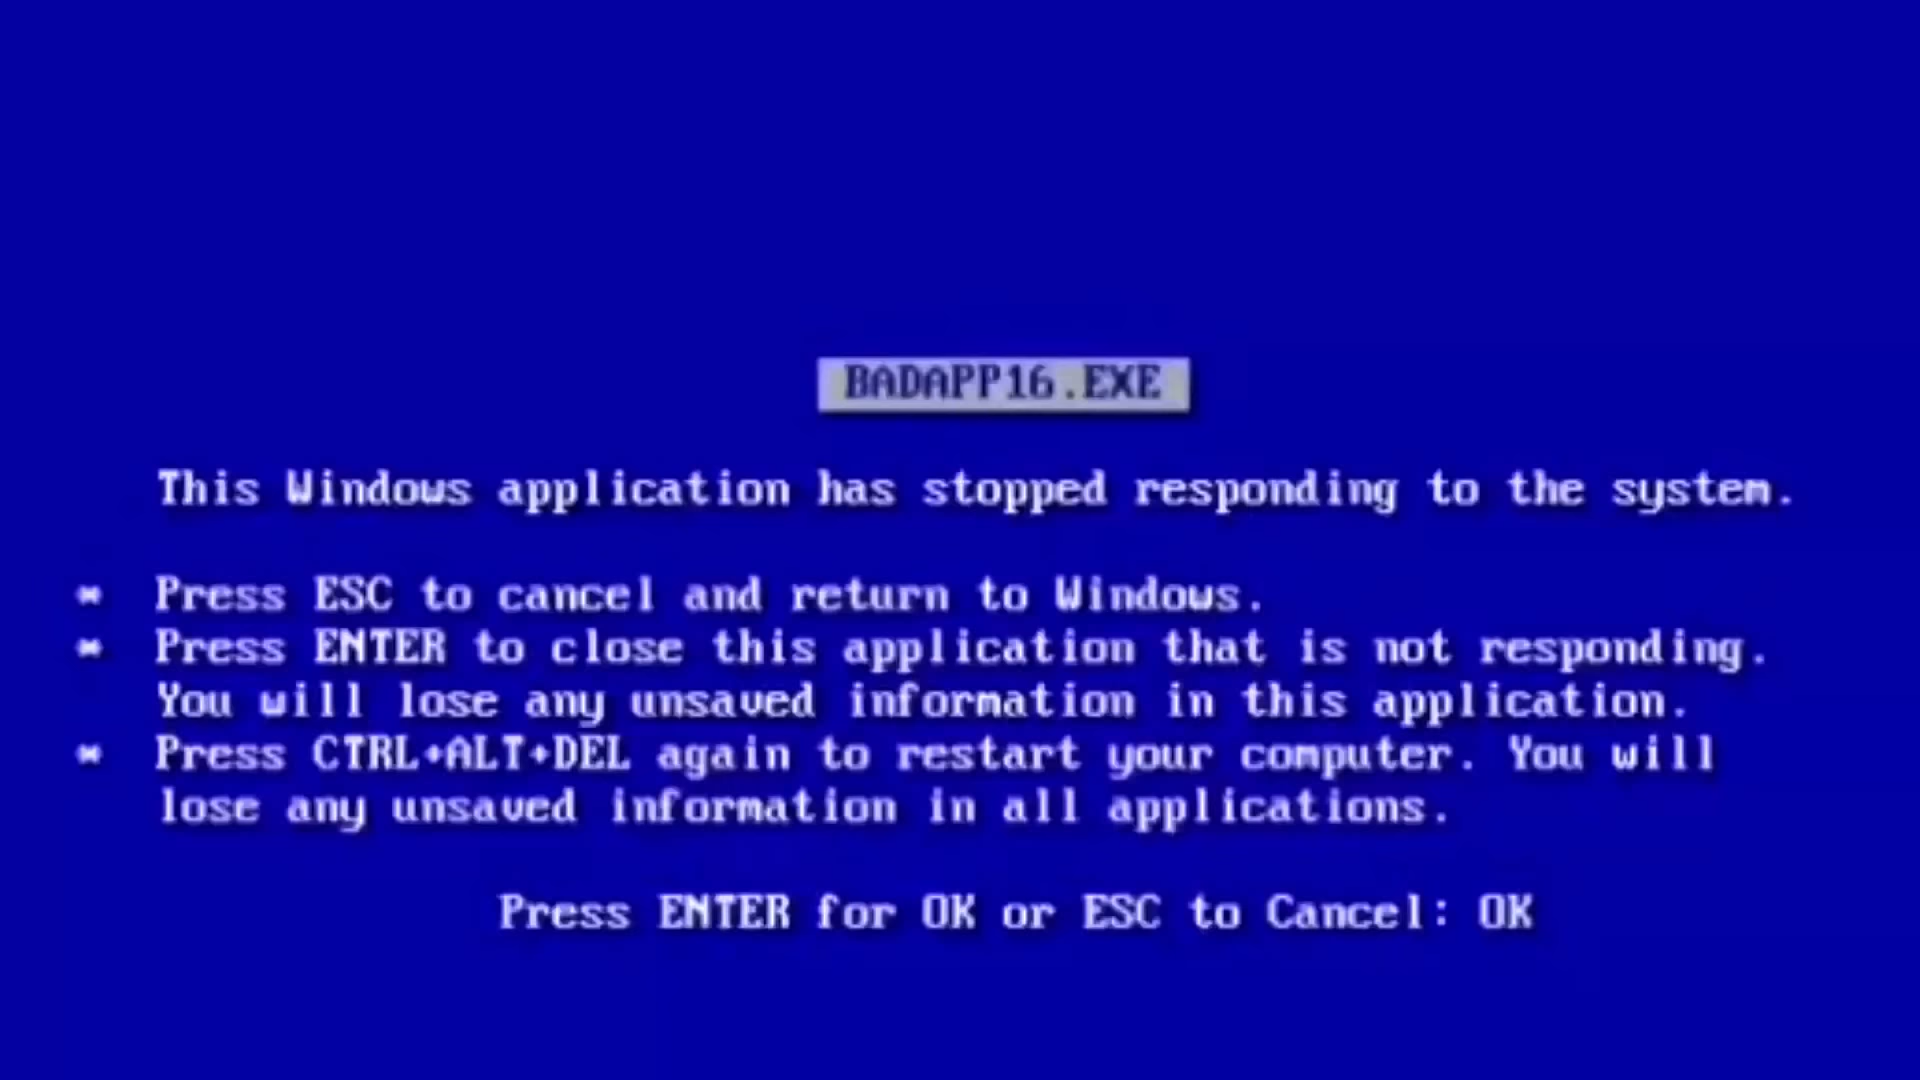 BADAPP16.EXE
This Windows application has stopped responding to the system.
* Press ESC to cancel and return to Windows.
* Press ENTER to close this application that is not responding.
You will lose any unsaved information in this application.
* Press CTRL+ALT+DEL again to restart your computer. You will
lose any unsaved information in all applications.
Press ENTER for OK or ESC to Cancel: OK